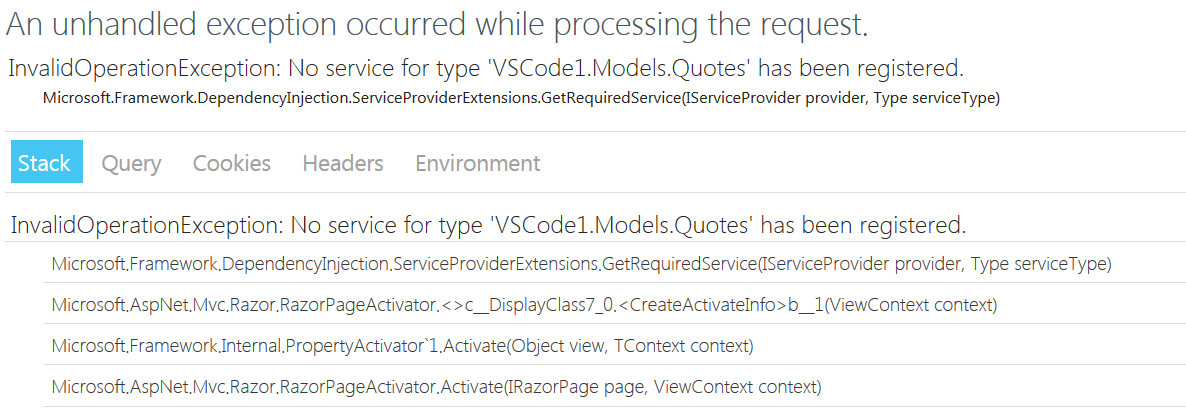 An unhandled exception occurred while processing the request.
InvalidOperationException: No service for type 'VSCode1.Models.Quotes' has been registered.
Microsoft.Framework.DependencyInjection.ServiceProviderExtensions.GetRequiredService(IServiceProvider provider, Type serviceType)
Stack Query Cookies Headers Environment
InvalidOperationException: No service for type 'VSCode1.Models.Quotes' has been registered.
Microsoft.Framework.DependencyInjection.ServiceProviderExtensions.GetRequiredService(IServiceProvider provider, Type serviceType)
Microsoft.AspNet.Mvc.Razor.RazorPageActivator.<>c__DisplayClass7_0.<CreateActivateInfo>b__1(ViewContext context)
Microsoft.Framework.Internal.PropertyActivator`1.Activate(Object view, TContext context)
Microsoft.AspNet.Mvc.Razor.RazorPageActivator.Activate(IRazorPage page, ViewContext context)